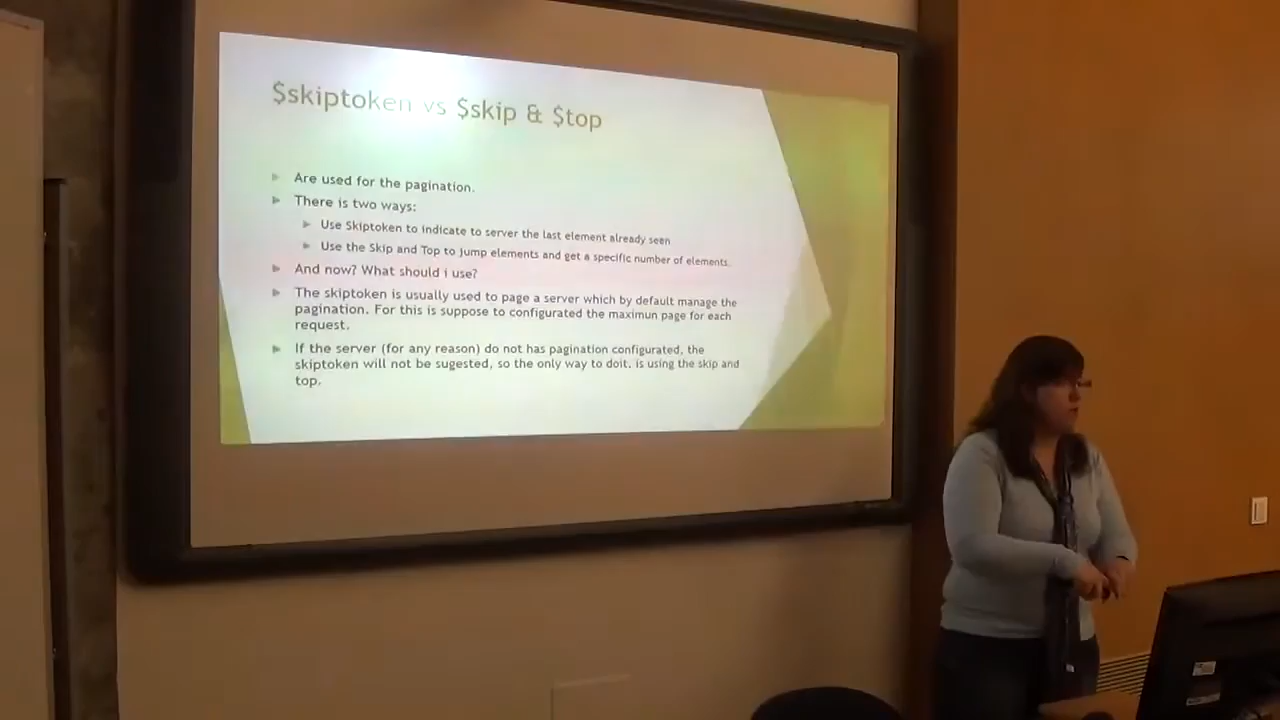 $skiptoken vs $skip & $top
Are used for the pagination.
There is two ways:
Use Skiptoken to indicate to server the last element already seen
Use the Skip and Top to jump elements and get a specific number of elements.
And now? What should i use?
The skiptoken is usually used to page a server which by default manage the
pagination. For this is suppose to configurated the maximun page for each
request.
If the server (for any reason) do not has pagination configurated, the
skiptoken will not be sugested, so the only way to doit, is using the skip and
top.